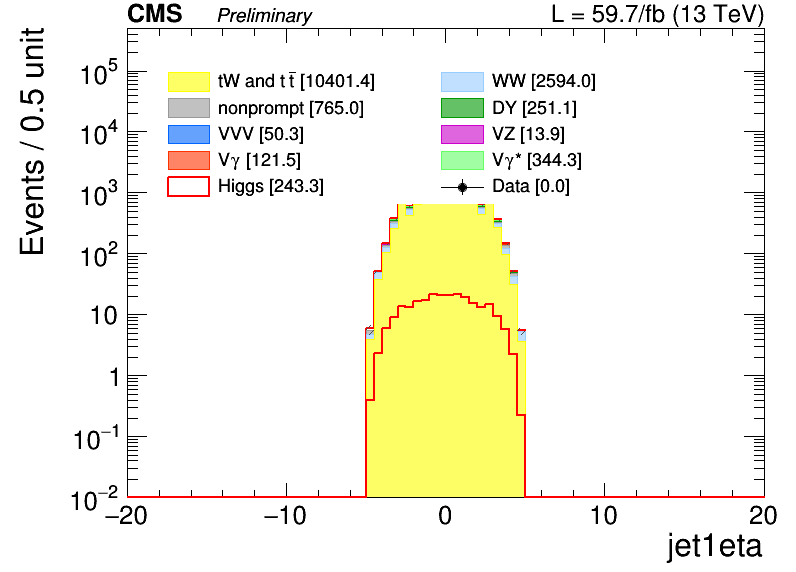 CMS Preliminary L = 59.7/fb (13 TeV)
Events / 0.5 unit
tW and t t̄ [10401.4] WW [2594.0]
nonprompt [765.0] DY [251.1]
VVV [50.3] VZ [13.9]
Vγ [121.5] Vγ* [344.3]
Higgs [243.3] Data [0.0]
10⁵
10⁴
10³
10²
10
1
10⁻¹
10⁻²
−20 −10 0 10 20
jet1eta